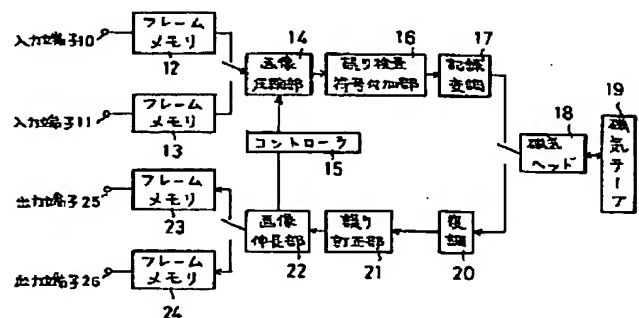 入力端子10
フレーム
メモリ
12
入力端子11
フレーム
メモリ
13
14
画像
圧縮部
16
誤り検査
符号付加部
17
記録
変調
18
磁気
ヘッド
19
磁気テープ
コントローラ
15
出力端子25
フレーム
メモリ
23
出力端子26
フレーム
メモリ
24
画像
伸長部
22
誤り
訂正部
21
復調
20